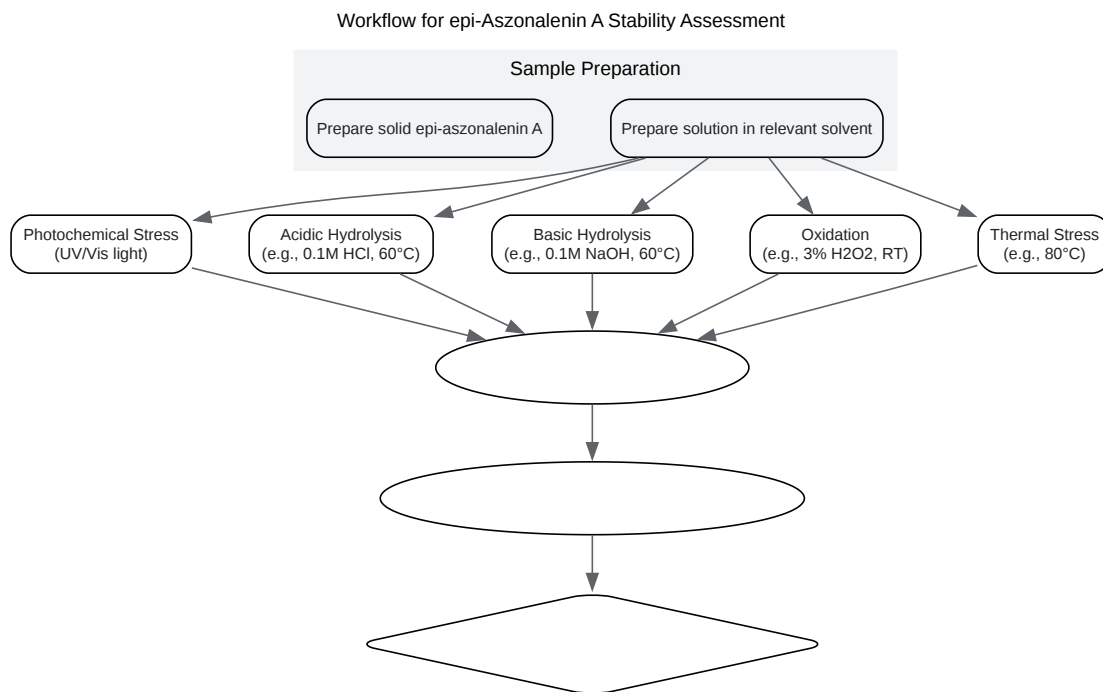 Workflow for epi-Aszonalenin A Stability Assessment
Sample Preparation
Prepare solid epi-aszonalenin A
Prepare solution in relevant solvent
Photochemical Stress
(UV/Vis light)
Acidic Hydrolysis
(e.g., 0.1M HCl, 60°C)
Basic Hydrolysis
(e.g., 0.1M NaOH, 60°C)
Oxidation
(e.g., 3% H2O2, RT)
Thermal Stress
(e.g., 80°C)